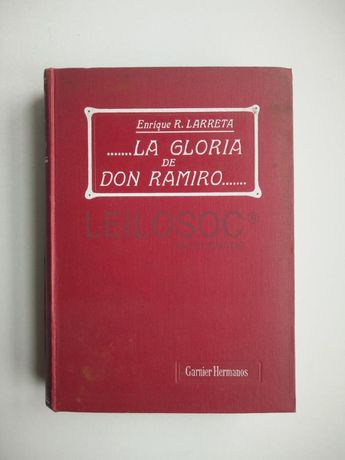 Enrique R. LARRETA
.......LA GLORIA
DE
DON RAMIRO.......
LEILOSOC®
Garnier Hermanos